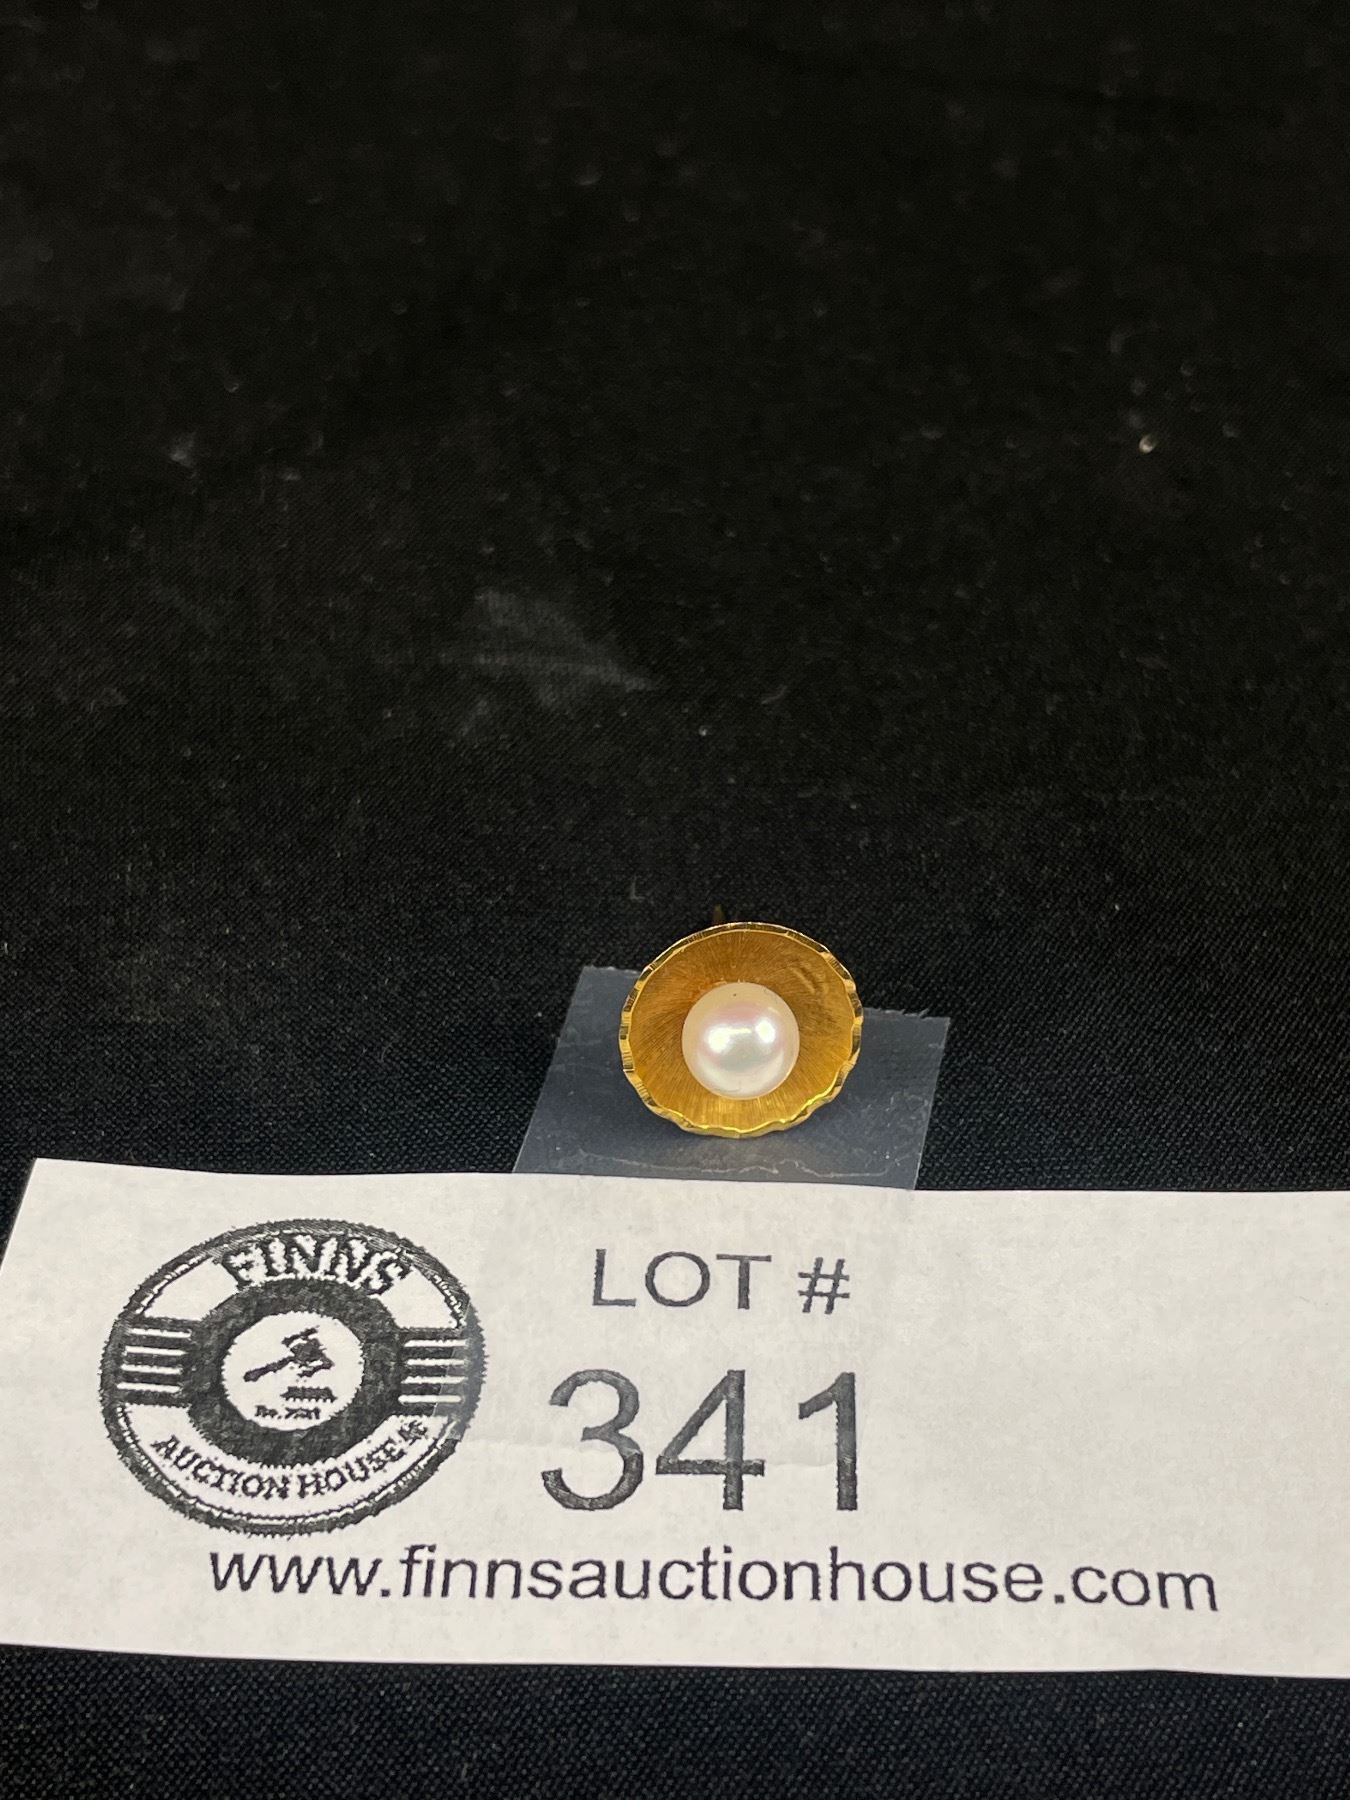 FINNS
AUCTION HOUSE
LOT #
341
www.finnsauctionhouse.com